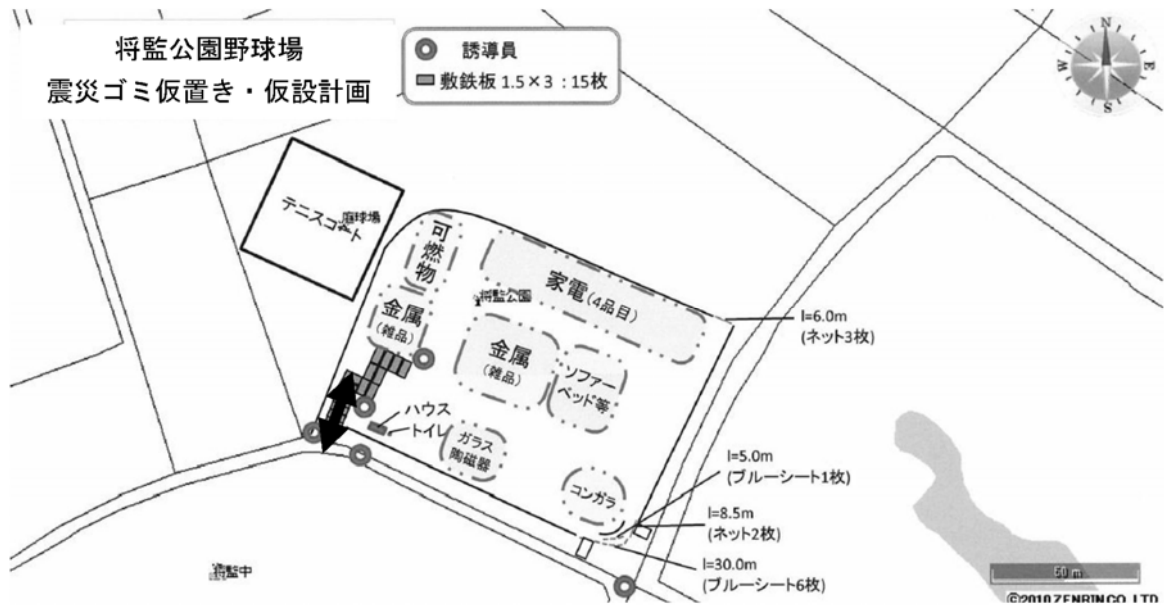 将監公園野球場
震災ゴミ仮置き・仮設計画
誘導員
敷鉄板 1.5×3：15枚
N
W
E
S
テニスコート
庭球場
可燃物
家電(4品目)
将監公園
金属
(雑品)
金属
(雑品)
ソファー
ベッド等
l=6.0m
(ネット3枚)
ハウス
トイレ
ガラス
陶磁器
コンガラ
l=5.0m
(ブルーシート1枚)
l=8.5m
(ネット2枚)
l=30.0m
(ブルーシート6枚)
将監中
50 m
©2010 ZENRIN CO., LTD